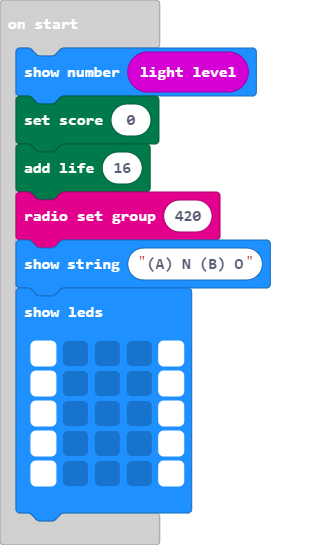 on start
show number light level
set score 0
add life 16
radio set group 420
show string "(A) N (B) O"
show leds